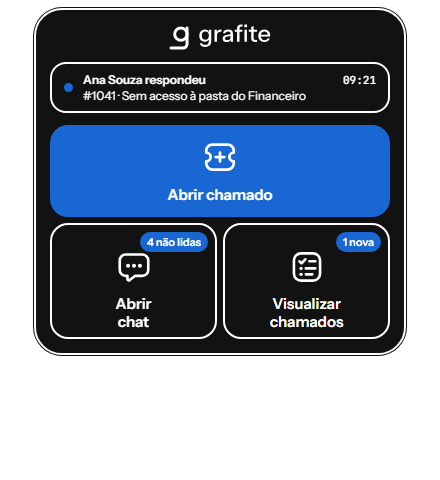 grafite
Ana Souza respondeu
09:21
#1041 · Sem acesso à pasta do Financeiro
Abrir chamado
4 não lidas
Abrir
chat
1 nova
Visualizar
chamados